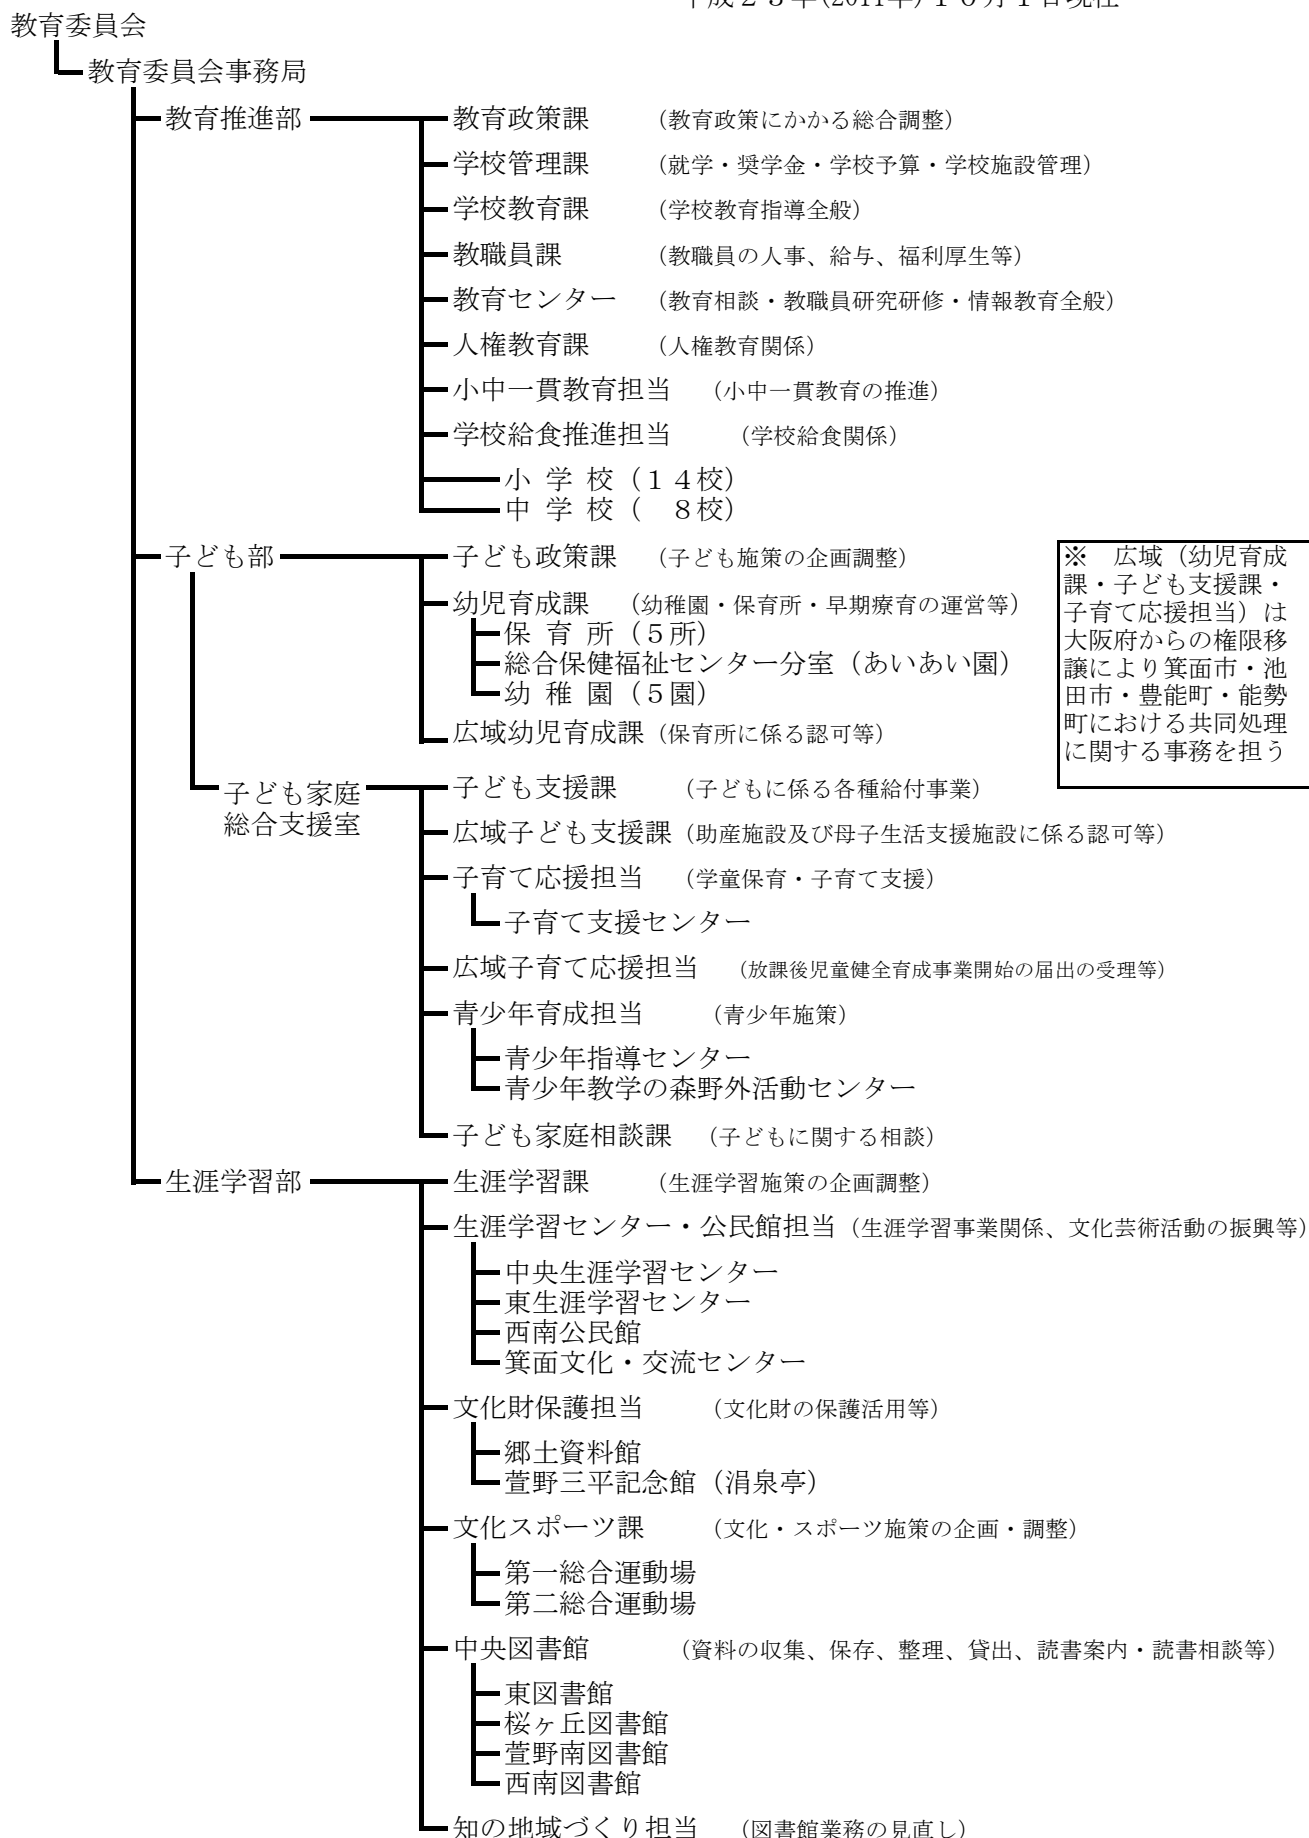 平成２３年(2011年)１０月１日現在
教育委員会
教育委員会事務局
教育推進部 教育政策課 （教育政策にかかる総合調整）
学校管理課 （就学・奨学金・学校予算・学校施設管理）
学校教育課 （学校教育指導全般）
教職員課 （教職員の人事、給与、福利厚生等）
教育センター （教育相談・教職員研究研修・情報教育全般）
人権教育課 （人権教育関係）
小中一貫教育担当 （小中一貫教育の推進）
学校給食推進担当 （学校給食関係）
小 学 校（１４校）
中 学 校（　８校）
子ども部 子ども政策課 （子ども施策の企画調整）
幼児育成課 （幼稚園・保育所・早期療育の運営等）
保 育 所（５所）
総合保健福祉センター分室（あいあい園）
幼 稚 園（５園）
広域幼児育成課（保育所に係る認可等）
※　広域（幼児育成
課・子ども支援課・
子育て応援担当）は
大阪府からの権限移
譲により箕面市・池
田市・豊能町・能勢
町における共同処理
に関する事務を担う
子ども家庭
総合支援室
子ども支援課 （子どもに係る各種給付事業）
広域子ども支援課（助産施設及び母子生活支援施設に係る認可等）
子育て応援担当 （学童保育・子育て支援）
子育て支援センター
広域子育て応援担当 （放課後児童健全育成事業開始の届出の受理等）
青少年育成担当 （青少年施策）
青少年指導センター
青少年教学の森野外活動センター
子ども家庭相談課 （子どもに関する相談）
生涯学習部 生涯学習課 （生涯学習施策の企画調整）
生涯学習センター・公民館担当（生涯学習事業関係、文化芸術活動の振興等）
中央生涯学習センター
東生涯学習センター
西南公民館
箕面文化・交流センター
文化財保護担当 （文化財の保護活用等）
郷土資料館
萱野三平記念館（涓泉亭）
文化スポーツ課 （文化・スポーツ施策の企画・調整）
第一総合運動場
第二総合運動場
中央図書館 （資料の収集、保存、整理、貸出、読書案内・読書相談等）
東図書館
桜ヶ丘図書館
萱野南図書館
西南図書館
知の地域づくり担当 （図書館業務の見直し）